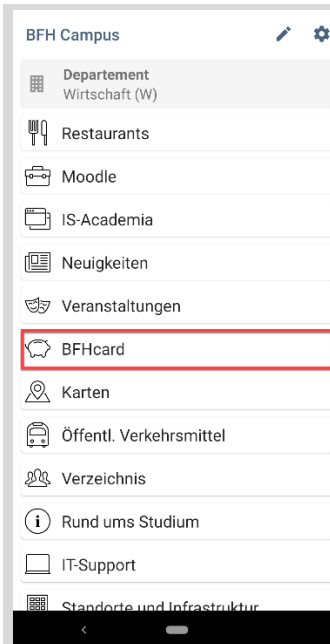 BFH Campus
Departement
Wirtschaft (W)
Restaurants
Moodle
IS-Academia
Neuigkeiten
Veranstaltungen
BFHcard
Karten
Öffentl. Verkehrsmittel
Verzeichnis
Rund ums Studium
IT-Support
Standorte und Infrastruktur